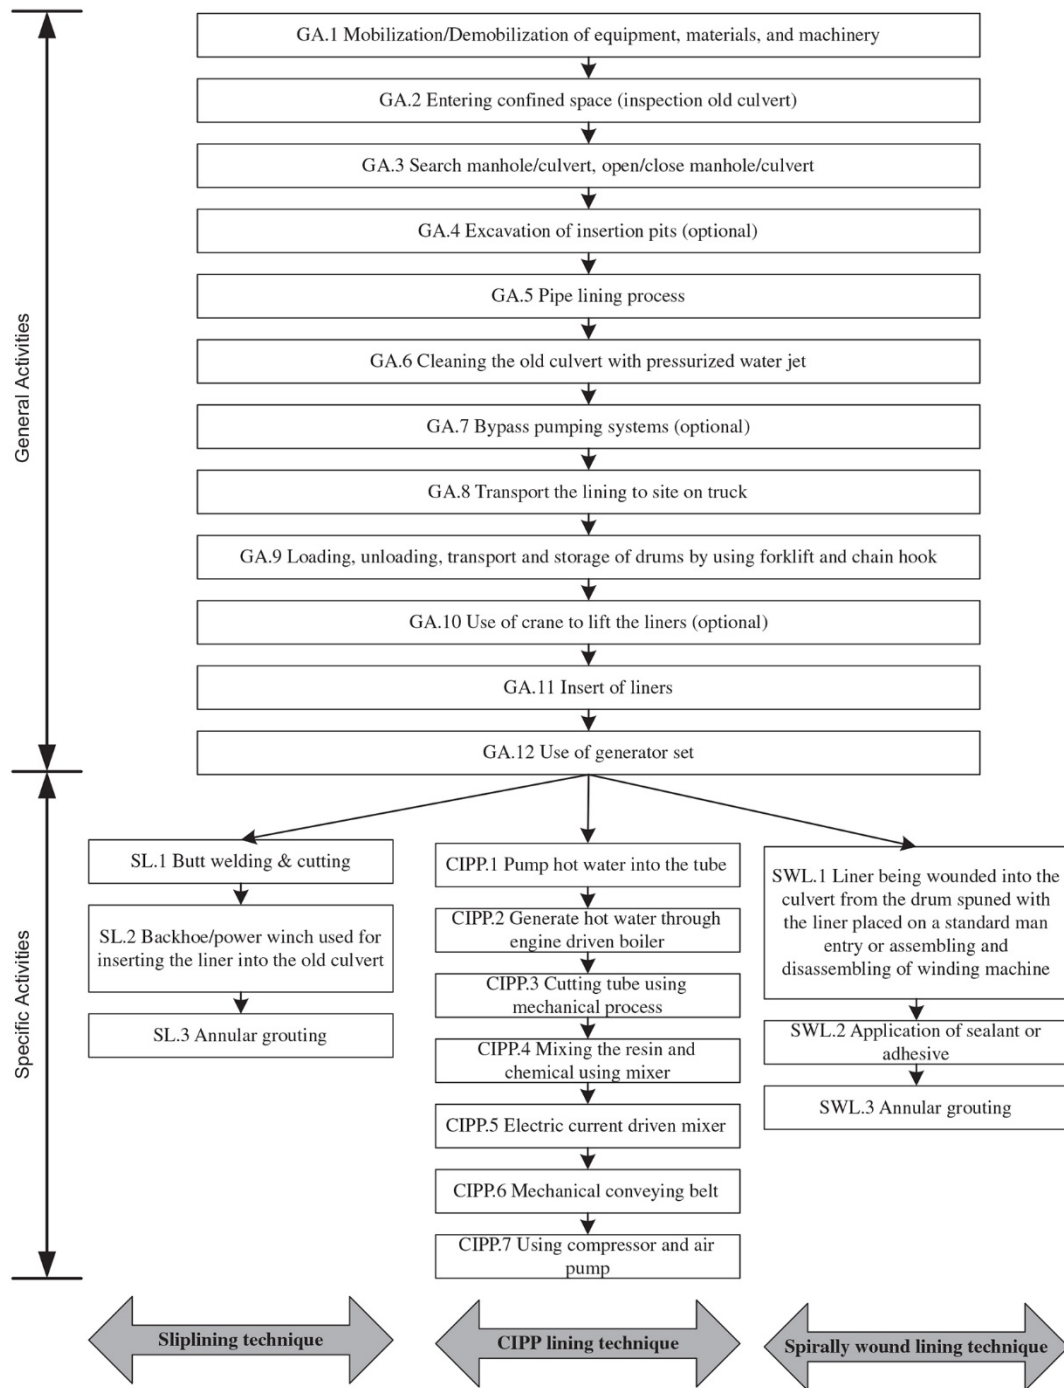 GA.1 Mobilization/Demobilization of equipment, materials, and machinery
GA.2 Entering confined space (inspection old culvert)
GA.3 Search manhole/culvert, open/close manhole/culvert
GA.4 Excavation of insertion pits (optional)
GA.5 Pipe lining process
GA.6 Cleaning the old culvert with pressurized water jet
GA.7 Bypass pumping systems (optional)
GA.8 Transport the lining to site on truck
GA.9 Loading, unloading, transport and storage of drums by using forklift and chain hook
GA.10 Use of crane to lift the liners (optional)
GA.11 Insert of liners
GA.12 Use of generator set
General Activities
SL.1 Butt welding & cutting
SL.2 Backhoe/power winch used for
inserting the liner into the old culvert
SL.3 Annular grouting
CIPP.1 Pump hot water into the tube
CIPP.2 Generate hot water through
engine driven boiler
CIPP.3 Cutting tube using
mechanical process
CIPP.4 Mixing the resin and
chemical using mixer
CIPP.5 Electric current driven mixer
CIPP.6 Mechanical conveying belt
CIPP.7 Using compressor and air
pump
SWL.1 Liner being wounded into the
culvert from the drum spuned with
the liner placed on a standard man
entry or assembling and
disassembling of winding machine
SWL.2 Application of sealant or
adhesive
SWL.3 Annular grouting
Specific Activities
Sliplining technique
CIPP lining technique
Spirally wound lining technique